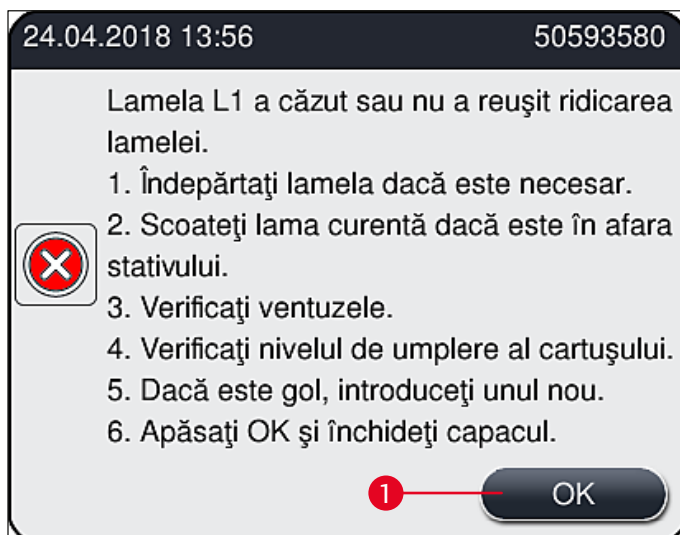 24.04.2018 13:56 50593580
Lamela L1 a căzut sau nu a reuşit ridicarea
lamelei.
1. Îndepărtaţi lamela dacă este necesar.
2. Scoateţi lama curentă dacă este în afara
stativului.
3. Verificaţi ventuzele.
4. Verificaţi nivelul de umplere al cartuşului.
5. Dacă este gol, introduceţi unul nou.
6. Apăsaţi OK şi închideţi capacul.
1 OK